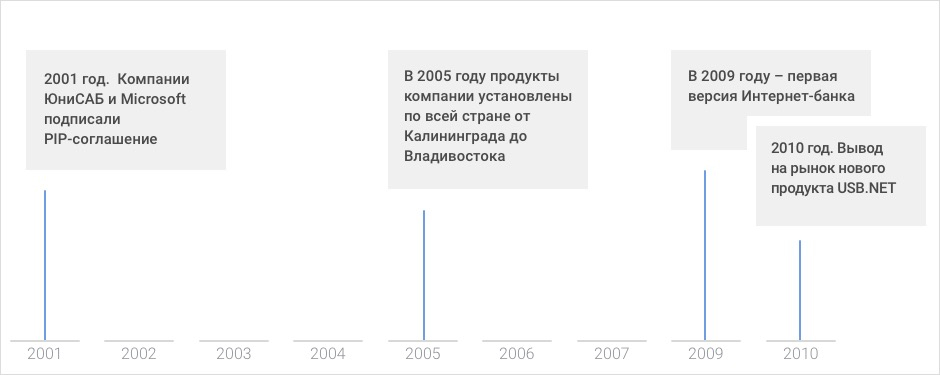 2001 год. Компании
ЮниСАБ и Microsoft
подписали
PIP-соглашение
В 2005 году продукты
компании установлены
по всей стране от
Калининграда до
Владивостока
В 2009 году – первая
версия Интернет-банка
2010 год. Вывод
на рынок нового
продукта USB.NET
2001
2002
2003
2004
2005
2006
2007
2009
2010